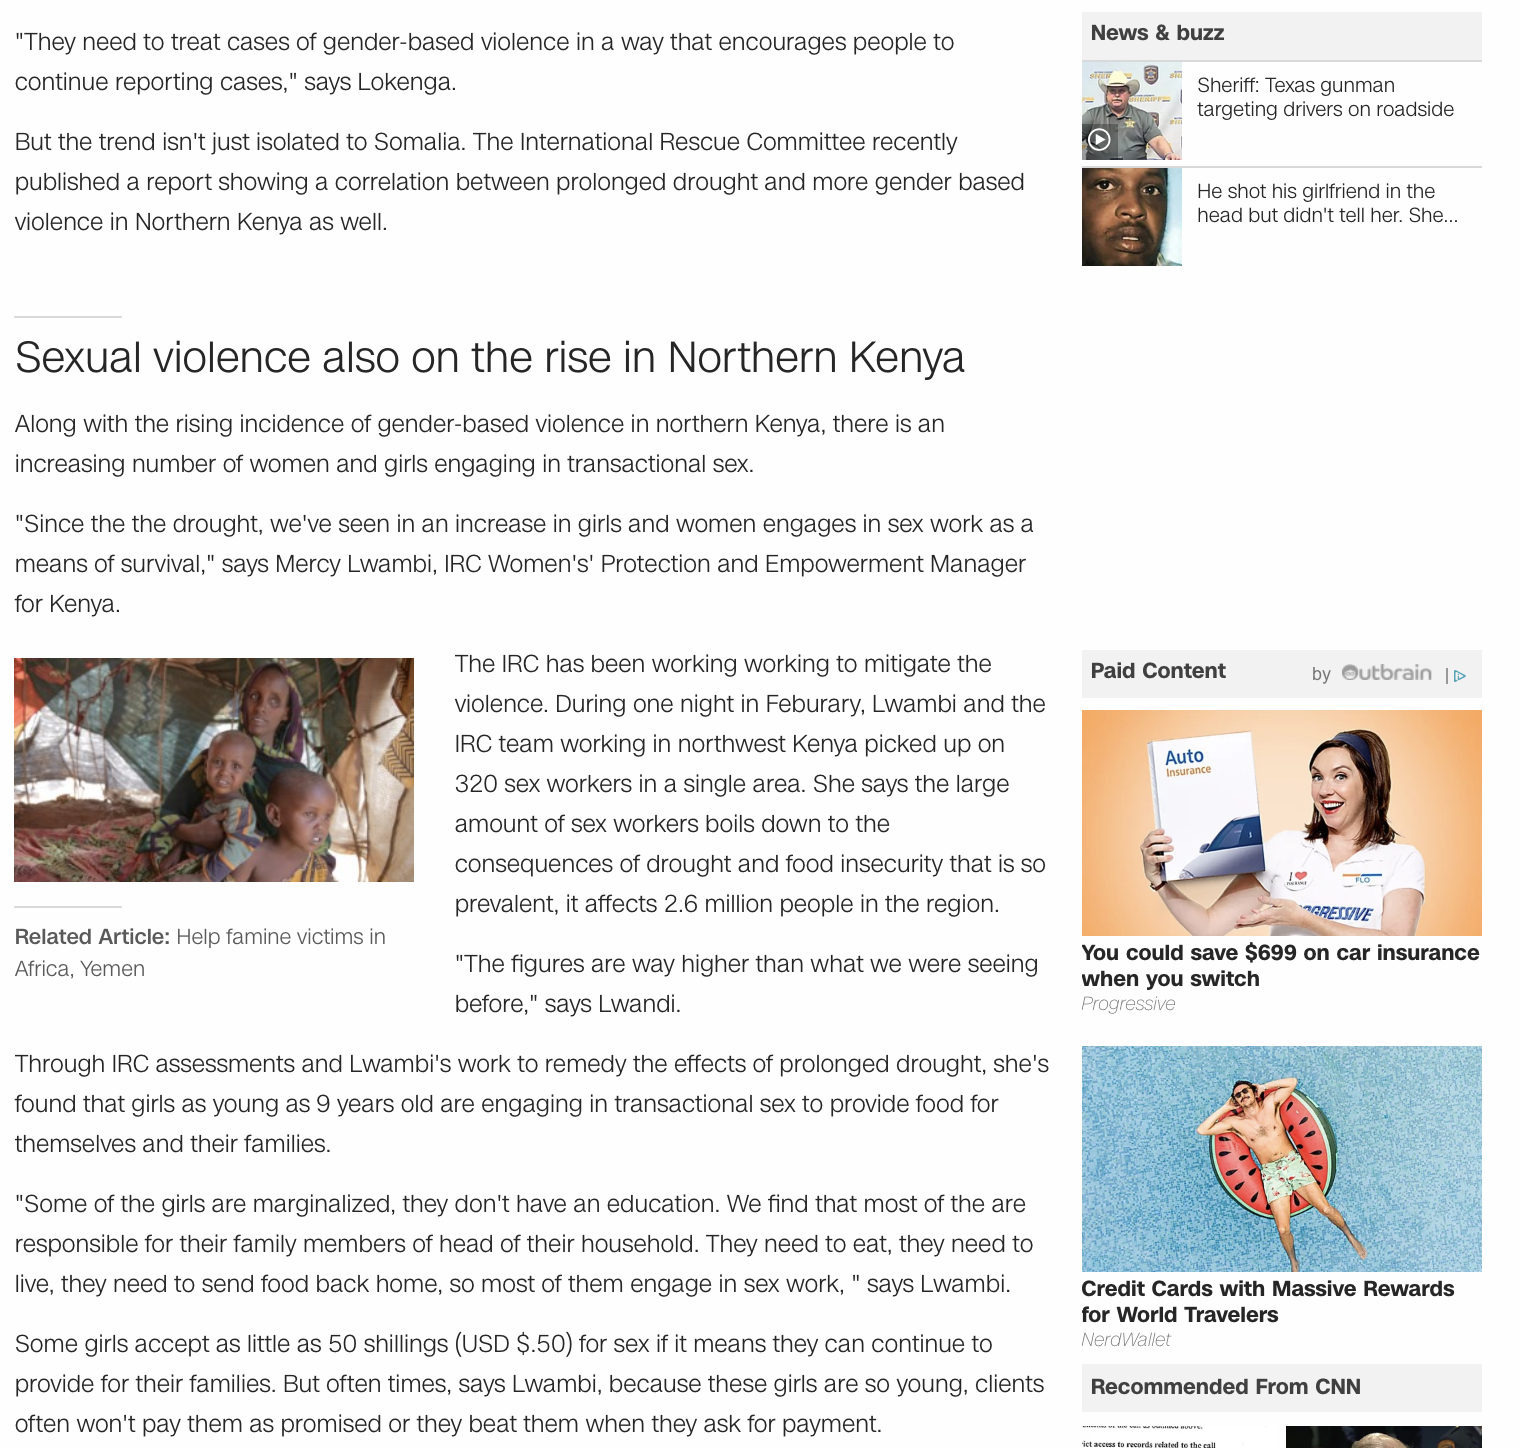 "They need to treat cases of gender-based violence in a way that encourages people to
continue reporting cases," says Lokenga.
But the trend isn't just isolated to Somalia. The International Rescue Committee recently
published a report showing a correlation between prolonged drought and more gender based
violence in Northern Kenya as well.
Sexual violence also on the rise in Northern Kenya
Along with the rising incidence of gender-based violence in northern Kenya, there is an
increasing number of women and girls engaging in transactional sex.
"Since the the drought, we've seen in an increase in girls and women engages in sex work as a
means of survival," says Mercy Lwambi, IRC Women's' Protection and Empowerment Manager
for Kenya.
The IRC has been working working to mitigate the
violence. During one night in Feburary, Lwambi and the
IRC team working in northwest Kenya picked up on
320 sex workers in a single area. She says the large
amount of sex workers boils down to the
consequences of drought and food insecurity that is so
prevalent, it affects 2.6 million people in the region.
"The figures are way higher than what we were seeing
before," says Lwandi.
Related Article: Help famine victims in
Africa, Yemen
Through IRC assessments and Lwambi's work to remedy the effects of prolonged drought, she's
found that girls as young as 9 years old are engaging in transactional sex to provide food for
themselves and their families.
"Some of the girls are marginalized, they don't have an education. We find that most of the are
responsible for their family members of head of their household. They need to eat, they need to
live, they need to send food back home, so most of them engage in sex work, " says Lwambi.
Some girls accept as little as 50 shillings (USD $.50) for sex if it means they can continue to
provide for their families. But often times, says Lwambi, because these girls are so young, clients
often won't pay them as promised or they beat them when they ask for payment.
News & buzz
Sheriff: Texas gunman
targeting drivers on roadside
He shot his girlfriend in the
head but didn't tell her. She...
Paid Content
by Outbrain
Auto
Insurance
I ❤
INSURANCE
FLO
PROGRESSIVE
You could save $699 on car insurance
when you switch
Progressive
Credit Cards with Massive Rewards
for World Travelers
NerdWallet
Recommended From CNN
ict access to records related to the call